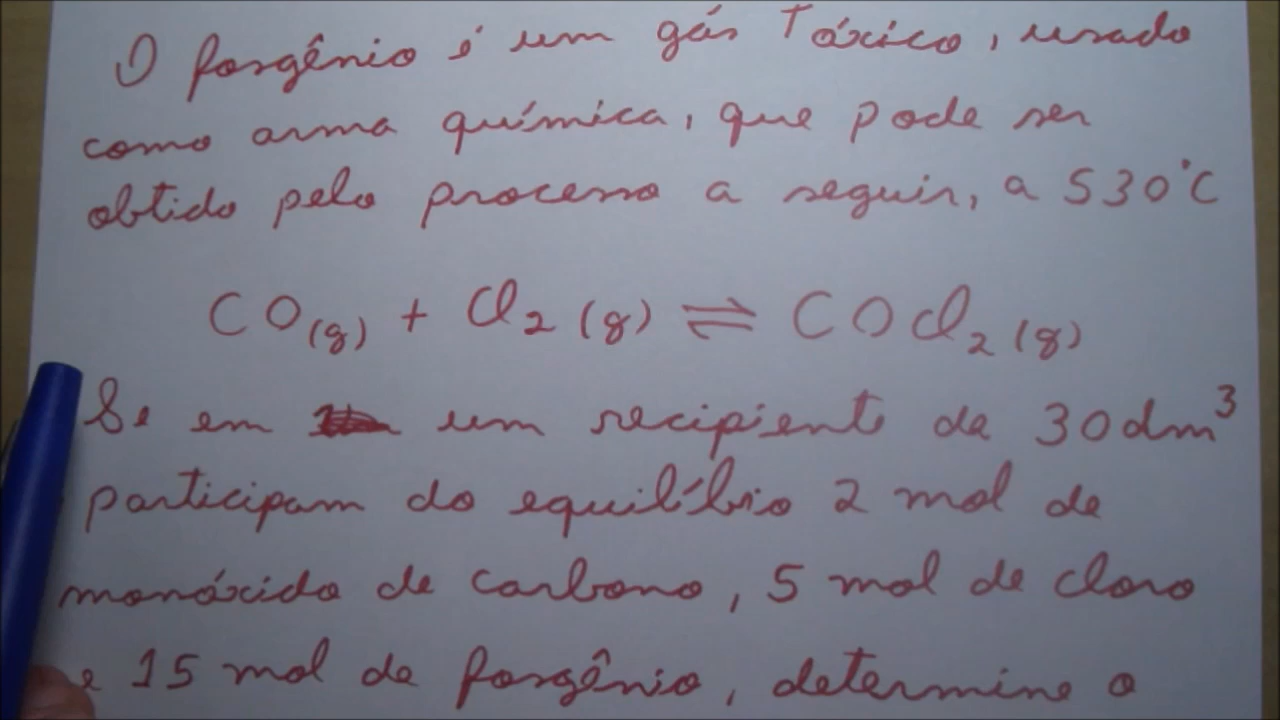 O fosgênio é um gás Tóxico, usado
como arma química, que pode ser
obtido pelo processo a seguir, a 530°C
CO(g) + Cl2 (g) ⇌ COCl2 (g)
Se em um recipiente de 30dm³
participam do equilíbrio 2 mol de
monóxido de carbono, 5 mol de cloro
e 15 mol de fosgênio, determine o